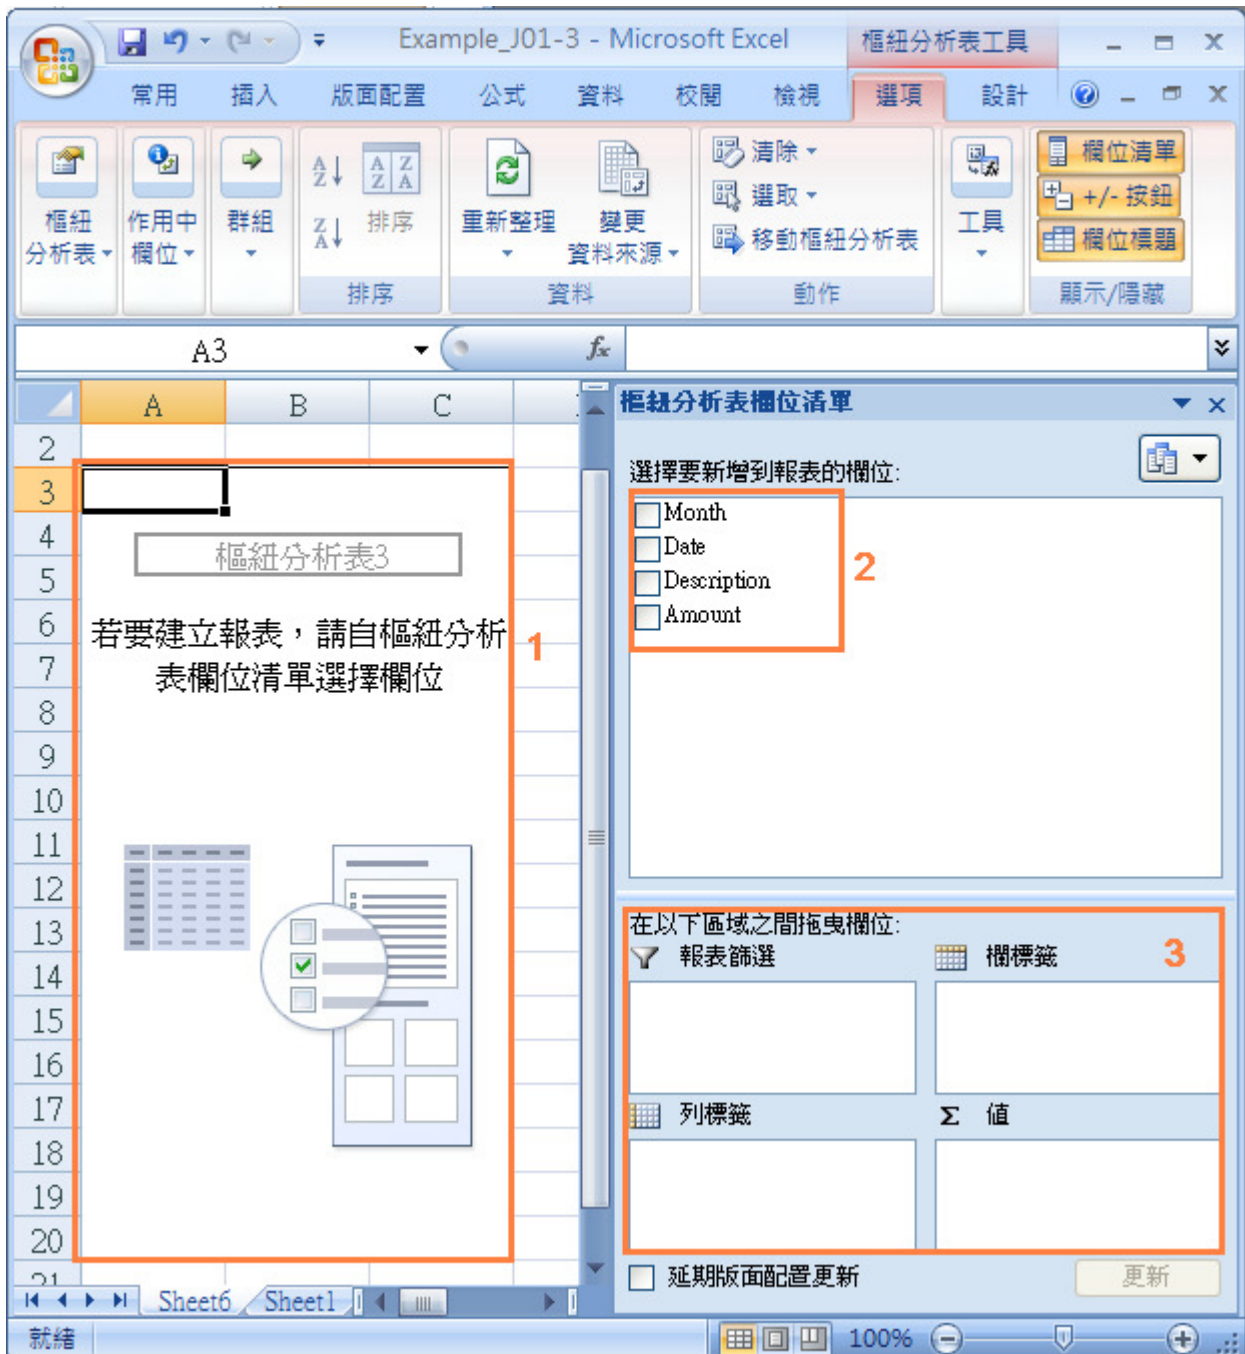 Example_J01-3 - Microsoft Excel 樞紐分析表工具
常用 插入 版面配置 公式 資料 校閱 檢視 選項 設計
樞紐分析表
作用中欄位
群組
排序
排序
重新整理
變更資料來源
資料
清除
選取
移動樞紐分析表
動作
工具
欄位清單
+/- 按鈕
欄位標題
顯示/隱藏
A3 fx
A B C
樞紐分析表欄位清單
選擇要新增到報表的欄位:
Month
Date
Description
Amount
2
2
3
4
5
6
7
8
9
10
11
12
13
14
15
16
17
18
19
20
21
樞紐分析表3
若要建立報表，請自樞紐分析
表欄位清單選擇欄位
1
在以下區域之間拖曳欄位:
報表篩選 欄標籤 3
列標籤 Σ 值
延期版面配置更新 更新
Sheet6 Sheet1
就緒 100%